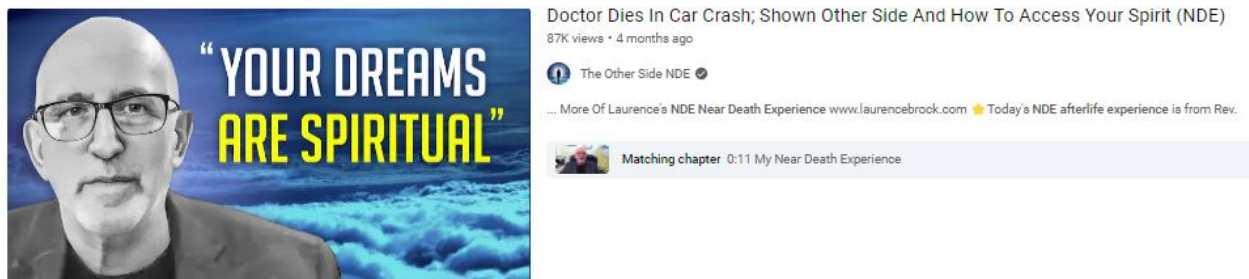 “YOUR DREAMS
ARE SPIRITUAL”
Doctor Dies In Car Crash; Shown Other Side And How To Access Your Spirit (NDE)
87K views • 4 months ago
The Other Side NDE
... More Of Laurence's NDE Near Death Experience www.laurencebrock.com ⭐ Today's NDE afterlife experience is from Rev.
Matching chapter 0:11 My Near Death Experience